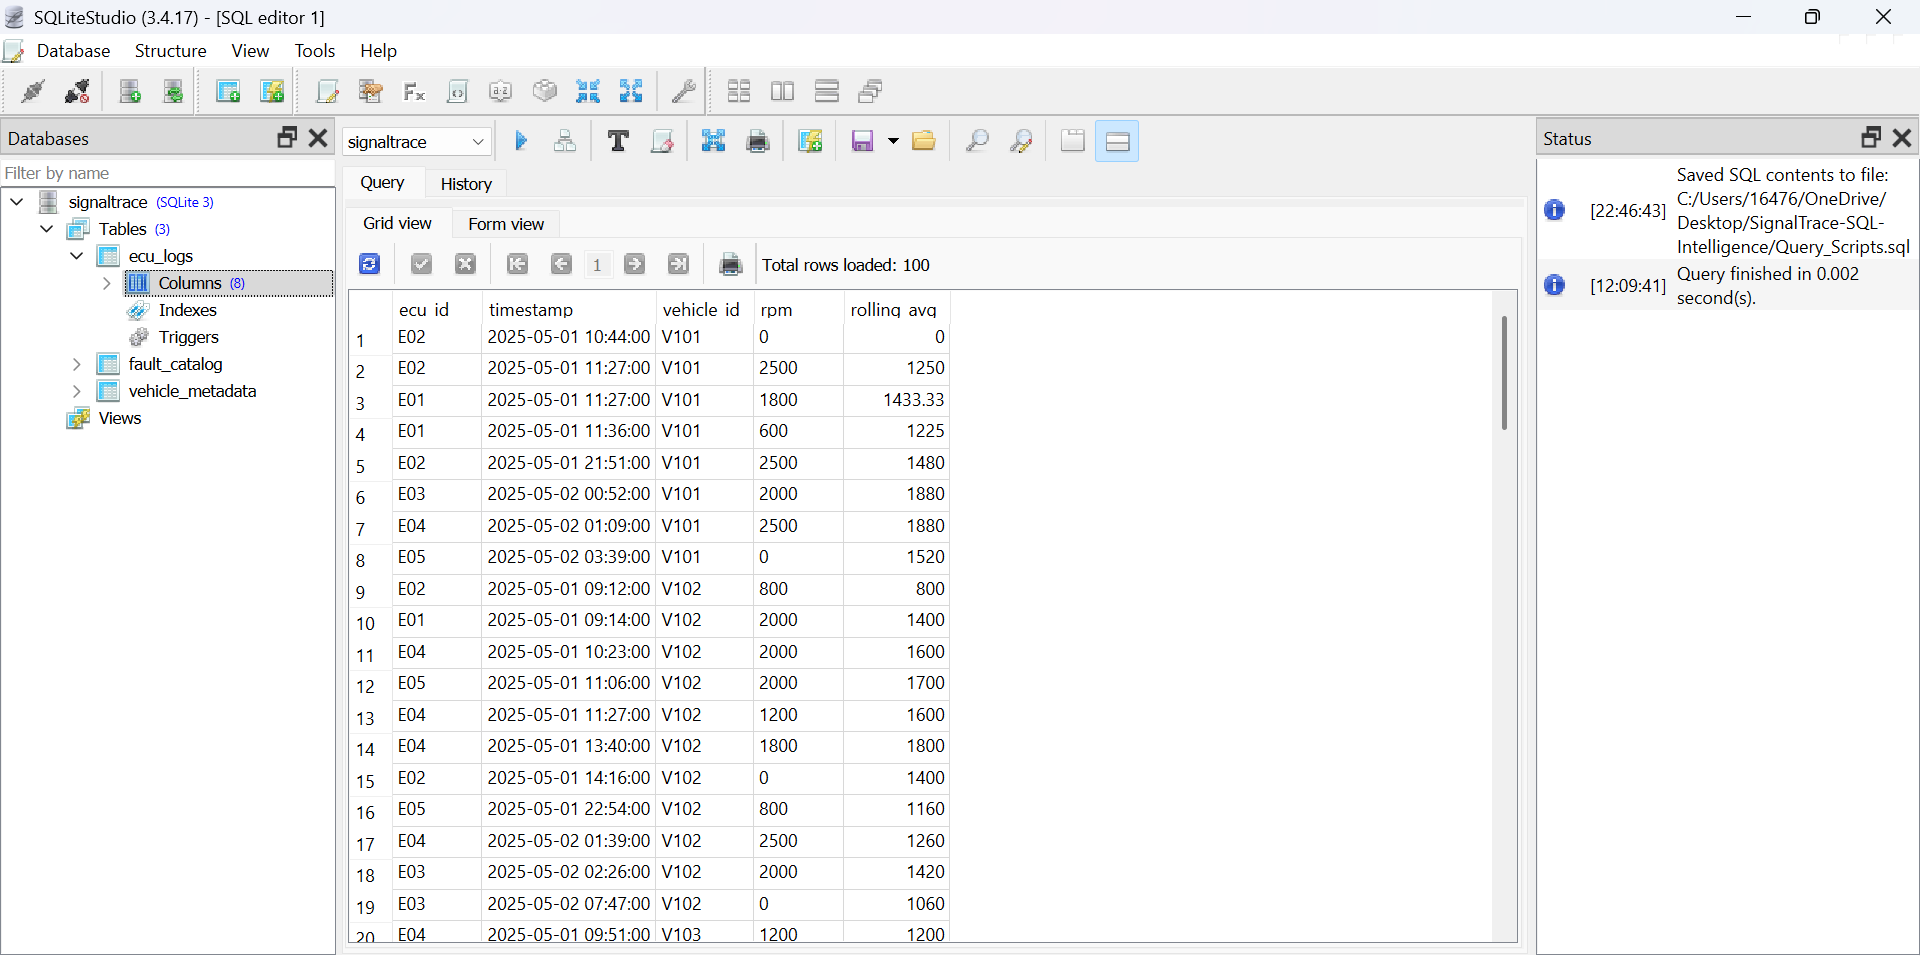 SQLiteStudio (3.4.17) - [SQL editor 1]
Database Structure View Tools Help
Databases
signaltrace
Status
Filter by name
Query History
signaltrace (SQLite 3)
Tables (3)
ecu_logs
Columns (8)
Indexes
Triggers
fault_catalog
vehicle_metadata
Views
Grid view Form view
1 Total rows loaded: 100
ecu_id timestamp vehicle_id rpm rolling_avg
1 E02 2025-05-01 10:44:00 V101 0 0
2 E02 2025-05-01 11:27:00 V101 2500 1250
3 E01 2025-05-01 11:27:00 V101 1800 1433.33
4 E01 2025-05-01 11:36:00 V101 600 1225
5 E02 2025-05-01 21:51:00 V101 2500 1480
6 E03 2025-05-02 00:52:00 V101 2000 1880
7 E04 2025-05-02 01:09:00 V101 2500 1880
8 E05 2025-05-02 03:39:00 V101 0 1520
9 E02 2025-05-01 09:12:00 V102 800 800
10 E01 2025-05-01 09:14:00 V102 2000 1400
11 E04 2025-05-01 10:23:00 V102 2000 1600
12 E05 2025-05-01 11:06:00 V102 2000 1700
13 E04 2025-05-01 11:27:00 V102 1200 1600
14 E04 2025-05-01 13:40:00 V102 1800 1800
15 E02 2025-05-01 14:16:00 V102 0 1400
16 E05 2025-05-01 22:54:00 V102 800 1160
17 E04 2025-05-02 01:39:00 V102 2500 1260
18 E03 2025-05-02 02:26:00 V102 2000 1420
19 E03 2025-05-02 07:47:00 V102 0 1060
20 E04 2025-05-01 09:51:00 V103 1200 1200
[22:46:43] Saved SQL contents to file:
C:/Users/16476/OneDrive/
Desktop/SignalTrace-SQL-
Intelligence/Query_Scripts.sql
[12:09:41] Query finished in 0.002
second(s).